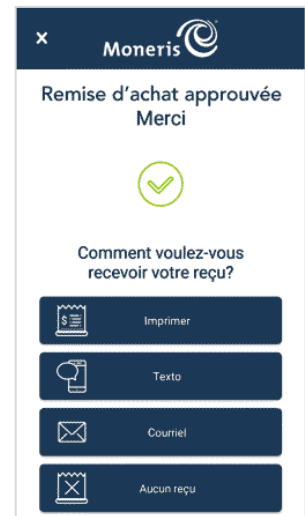 ×
Moneris
Remise d'achat approuvée
Merci
Comment voulez-vous
recevoir votre reçu?
Imprimer
Texto
Courriel
Aucun reçu